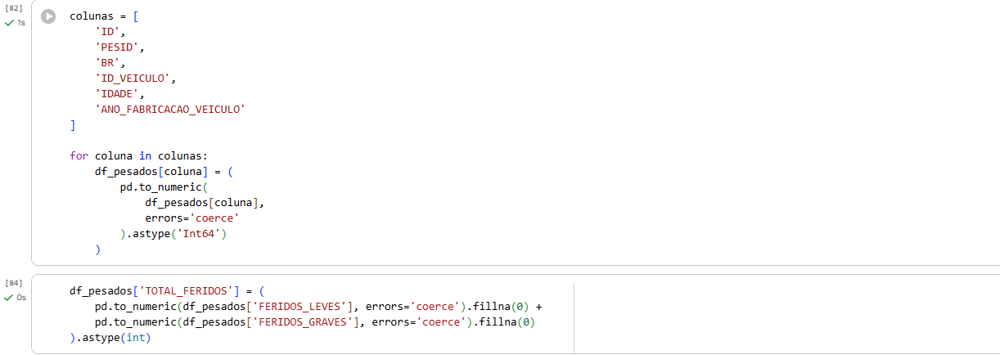 [82]
1s
colunas = [
    'ID',
    'PESID',
    'BR',
    'ID_VEICULO',
    'IDADE',
    'ANO_FABRICACAO_VEICULO'
]
for coluna in colunas:
    df_pesados[coluna] = (
        pd.to_numeric(
            df_pesados[coluna],
            errors='coerce'
        ).astype('Int64')
    )
[84]
0s
df_pesados['TOTAL_FERIDOS'] = (
    pd.to_numeric(df_pesados['FERIDOS_LEVES'], errors='coerce').fillna(0) +
    pd.to_numeric(df_pesados['FERIDOS_GRAVES'], errors='coerce').fillna(0)
).astype(int)